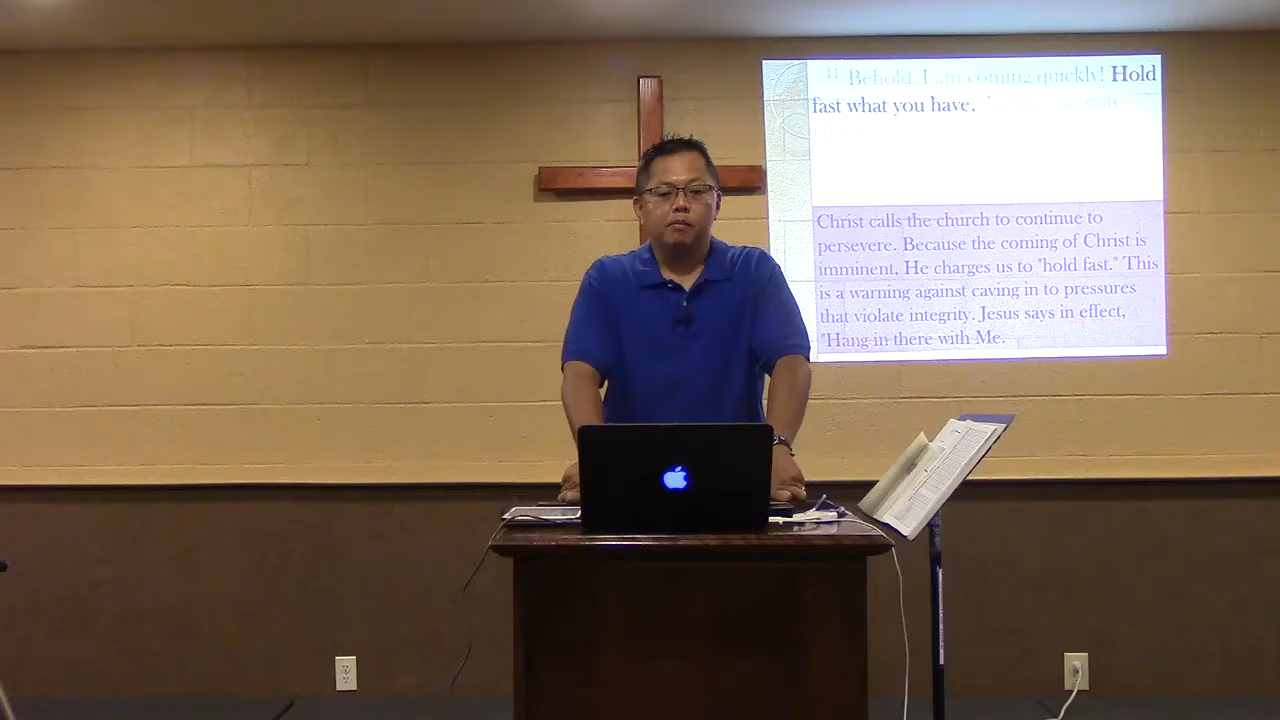 11 Behold, I am coming quickly! Hold
fast what you have,
Christ calls the church to continue to
persevere. Because the coming of Christ is
imminent, He charges us to "hold fast." This
is a warning against caving in to pressures
that violate integrity. Jesus says in effect,
"Hang in there with Me.